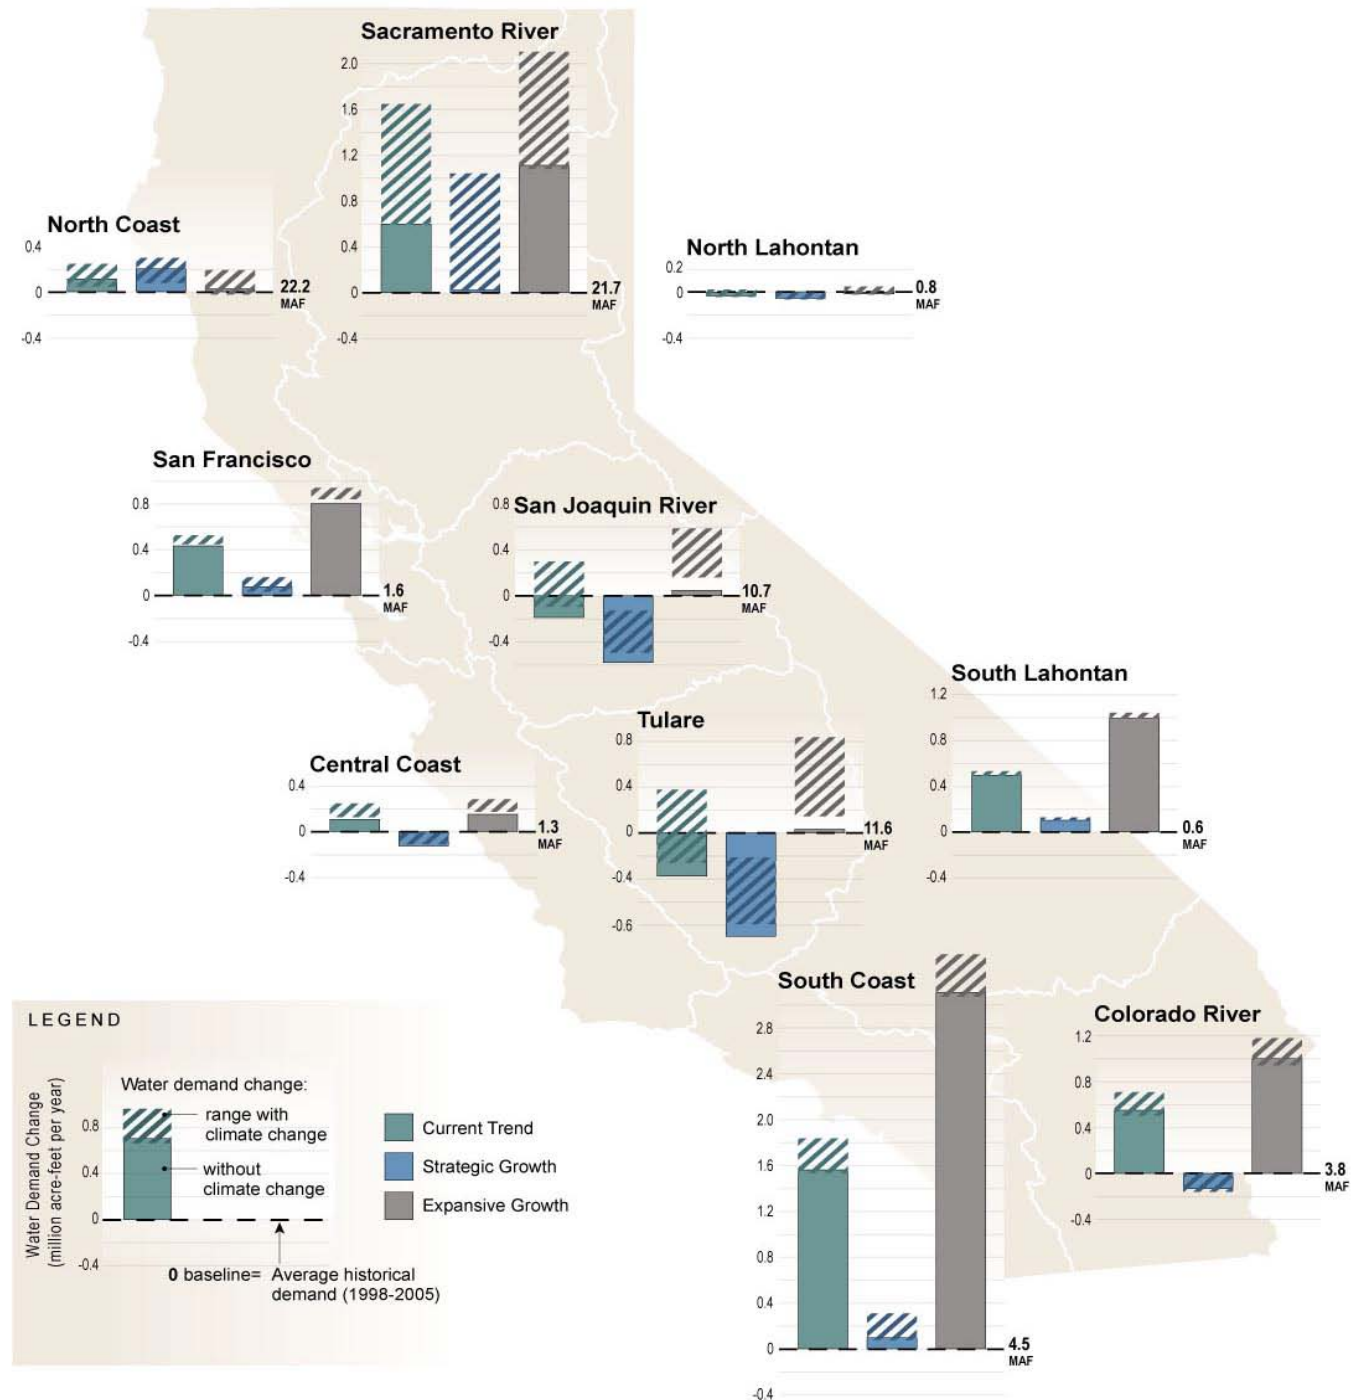 Sacramento River
2.0
1.6
1.2
0.8
0.4
0
-0.4
21.7
MAF
North Coast
0.4
0
-0.4
22.2
MAF
North Lahontan
0.2
0
-0.4
0.8
MAF
San Francisco
0.8
0.4
0
-0.4
1.6
MAF
San Joaquin River
0.8
0.4
0
-0.4
10.7
MAF
South Lahontan
1.2
0.8
0.4
0
-0.4
0.6
MAF
Tulare
0.8
0.4
0
-0.4
-0.6
11.6
MAF
Central Coast
0.4
0
-0.4
1.3
MAF
South Coast
2.8
2.4
2.0
1.6
1.2
0.8
0.4
0
-0.4
4.5
MAF
Colorado River
1.2
0.8
0.4
0
-0.4
3.8
MAF
LEGEND
Water Demand Change
(million acre-feet per year)
Water demand change:
0.8
0.4
0
-0.4
range with
climate change
without
climate change
0 baseline= Average historical
demand (1998-2005)
Current Trend
Strategic Growth
Expansive Growth